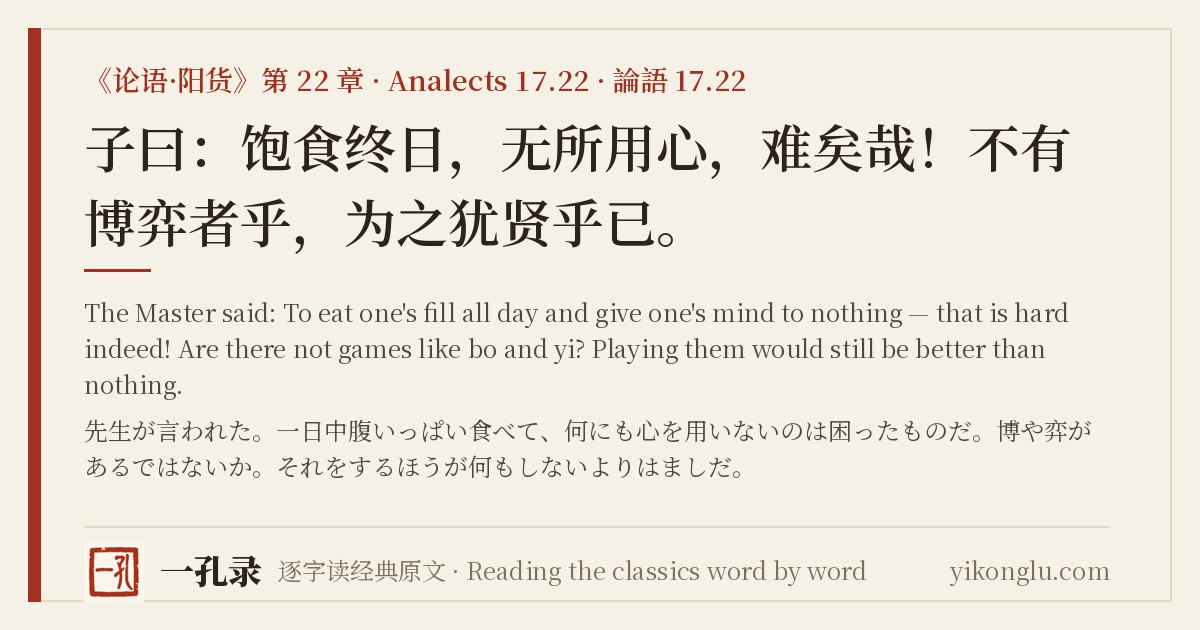 《论语·阳货》第 22 章 · Analects 17.22 · 論語 17.22
子曰：饱食终日，无所用心，难矣哉！不有
博弈者乎，为之犹贤乎已。
The Master said: To eat one's fill all day and give one's mind to nothing — that is hard
indeed! Are there not games like bo and yi? Playing them would still be better than
nothing.
先生が言われた。一日中腹いっぱい食べて、何にも心を用いないのは困ったものだ。博や弈が
あるではないか。それをするほうが何もしないよりはましだ。
一孔
一孔录 逐字读经典原文 · Reading the classics word by word yikonglu.com